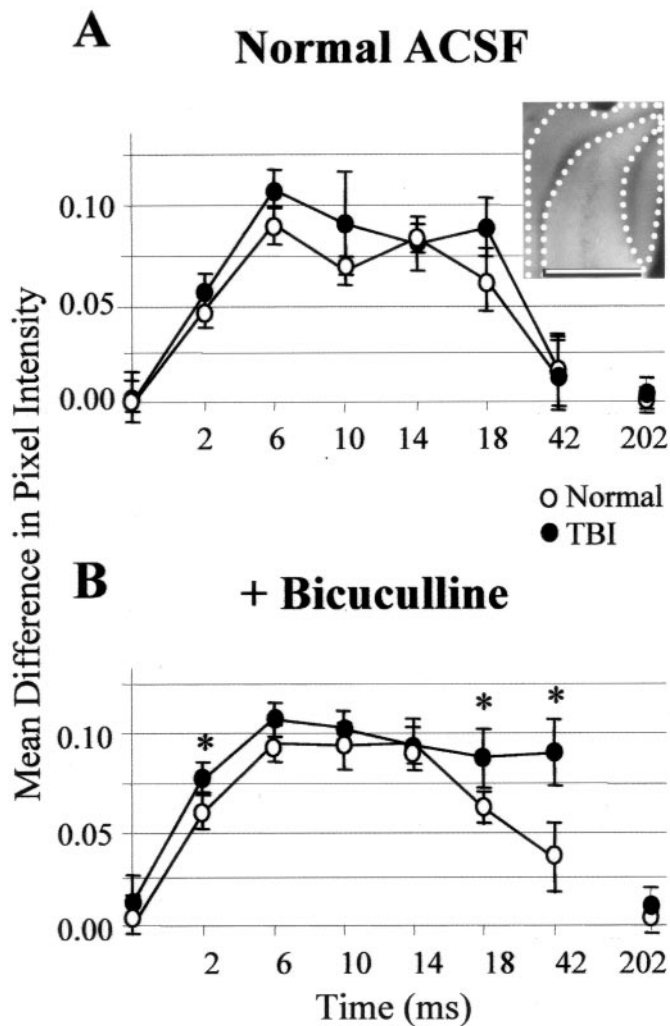 A
Normal ACSF
0.10
0.05
0.00
2 6 10 14 18 42 202
Normal
TBI
Mean Difference in Pixel Intensity
B
+ Bicuculline
* * *
0.10
0.05
0.00
2 6 10 14 18 42 202
Time (ms)